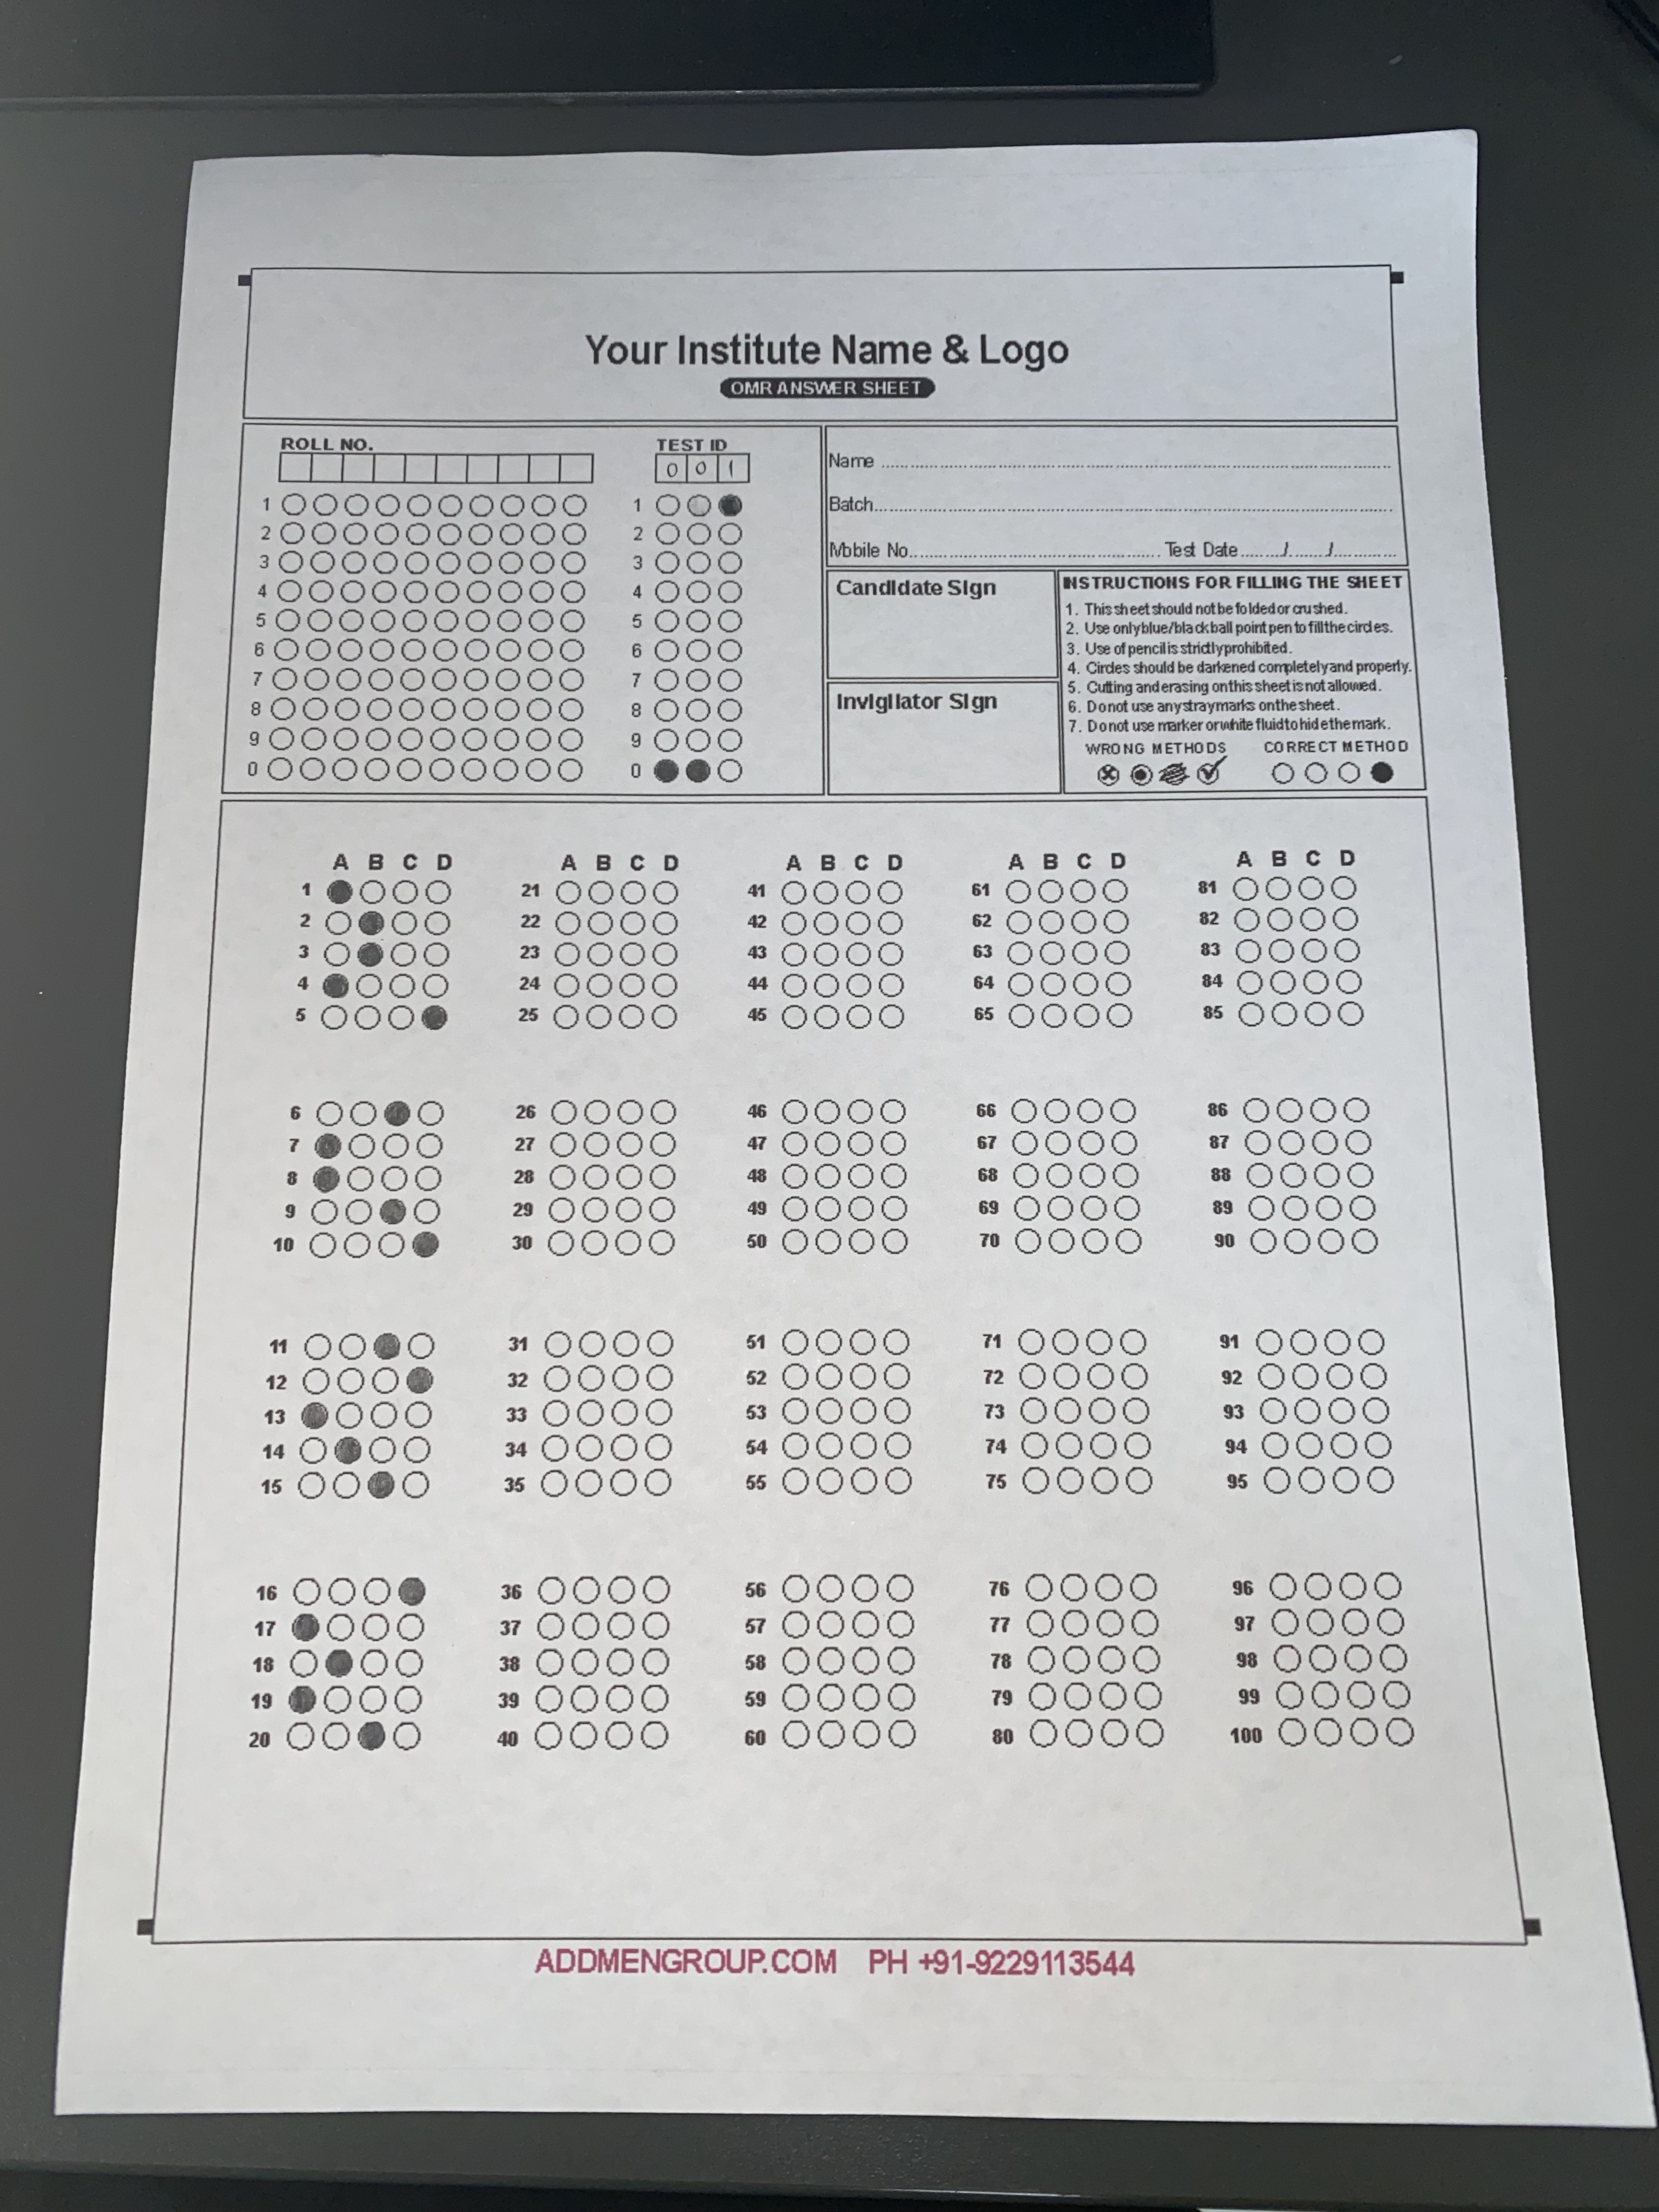 Your Institute Name & Logo
OMR ANSWER SHEET
ROLL NO.
TEST ID
0 0 1
1 1
2 2
3 3
4 4
5 5
6 6
7 7
8 8
9 9
0 0
Name
Batch
Mobile No. Test Date / /
Candidate Sign
Invigilator Sign
INSTRUCTIONS FOR FILLING THE SHEET
1. This sheet should not be folded or crushed.
2. Use only blue/black ball point pen to fill the circles.
3. Use of pencil is strictly prohibited.
4. Circles should be darkened completely and properly.
5. Cutting and erasing on this sheet is not allowed.
6. Do not use any stray marks on the sheet.
7. Do not use marker or white fluid to hide the mark.
WRONG METHODS CORRECT METHOD
A B C D A B C D A B C D A B C D A B C D
1 21 41 61 81
2 22 42 62 82
3 23 43 63 83
4 24 44 64 84
5 25 45 65 85
6 26 46 66 86
7 27 47 67 87
8 28 48 68 88
9 29 49 69 89
10 30 50 70 90
11 31 51 71 91
12 32 52 72 92
13 33 53 73 93
14 34 54 74 94
15 35 55 75 95
16 36 56 76 96
17 37 57 77 97
18 38 58 78 98
19 39 59 79 99
20 40 60 80 100
ADDMENGROUP.COM PH +91-9229113544